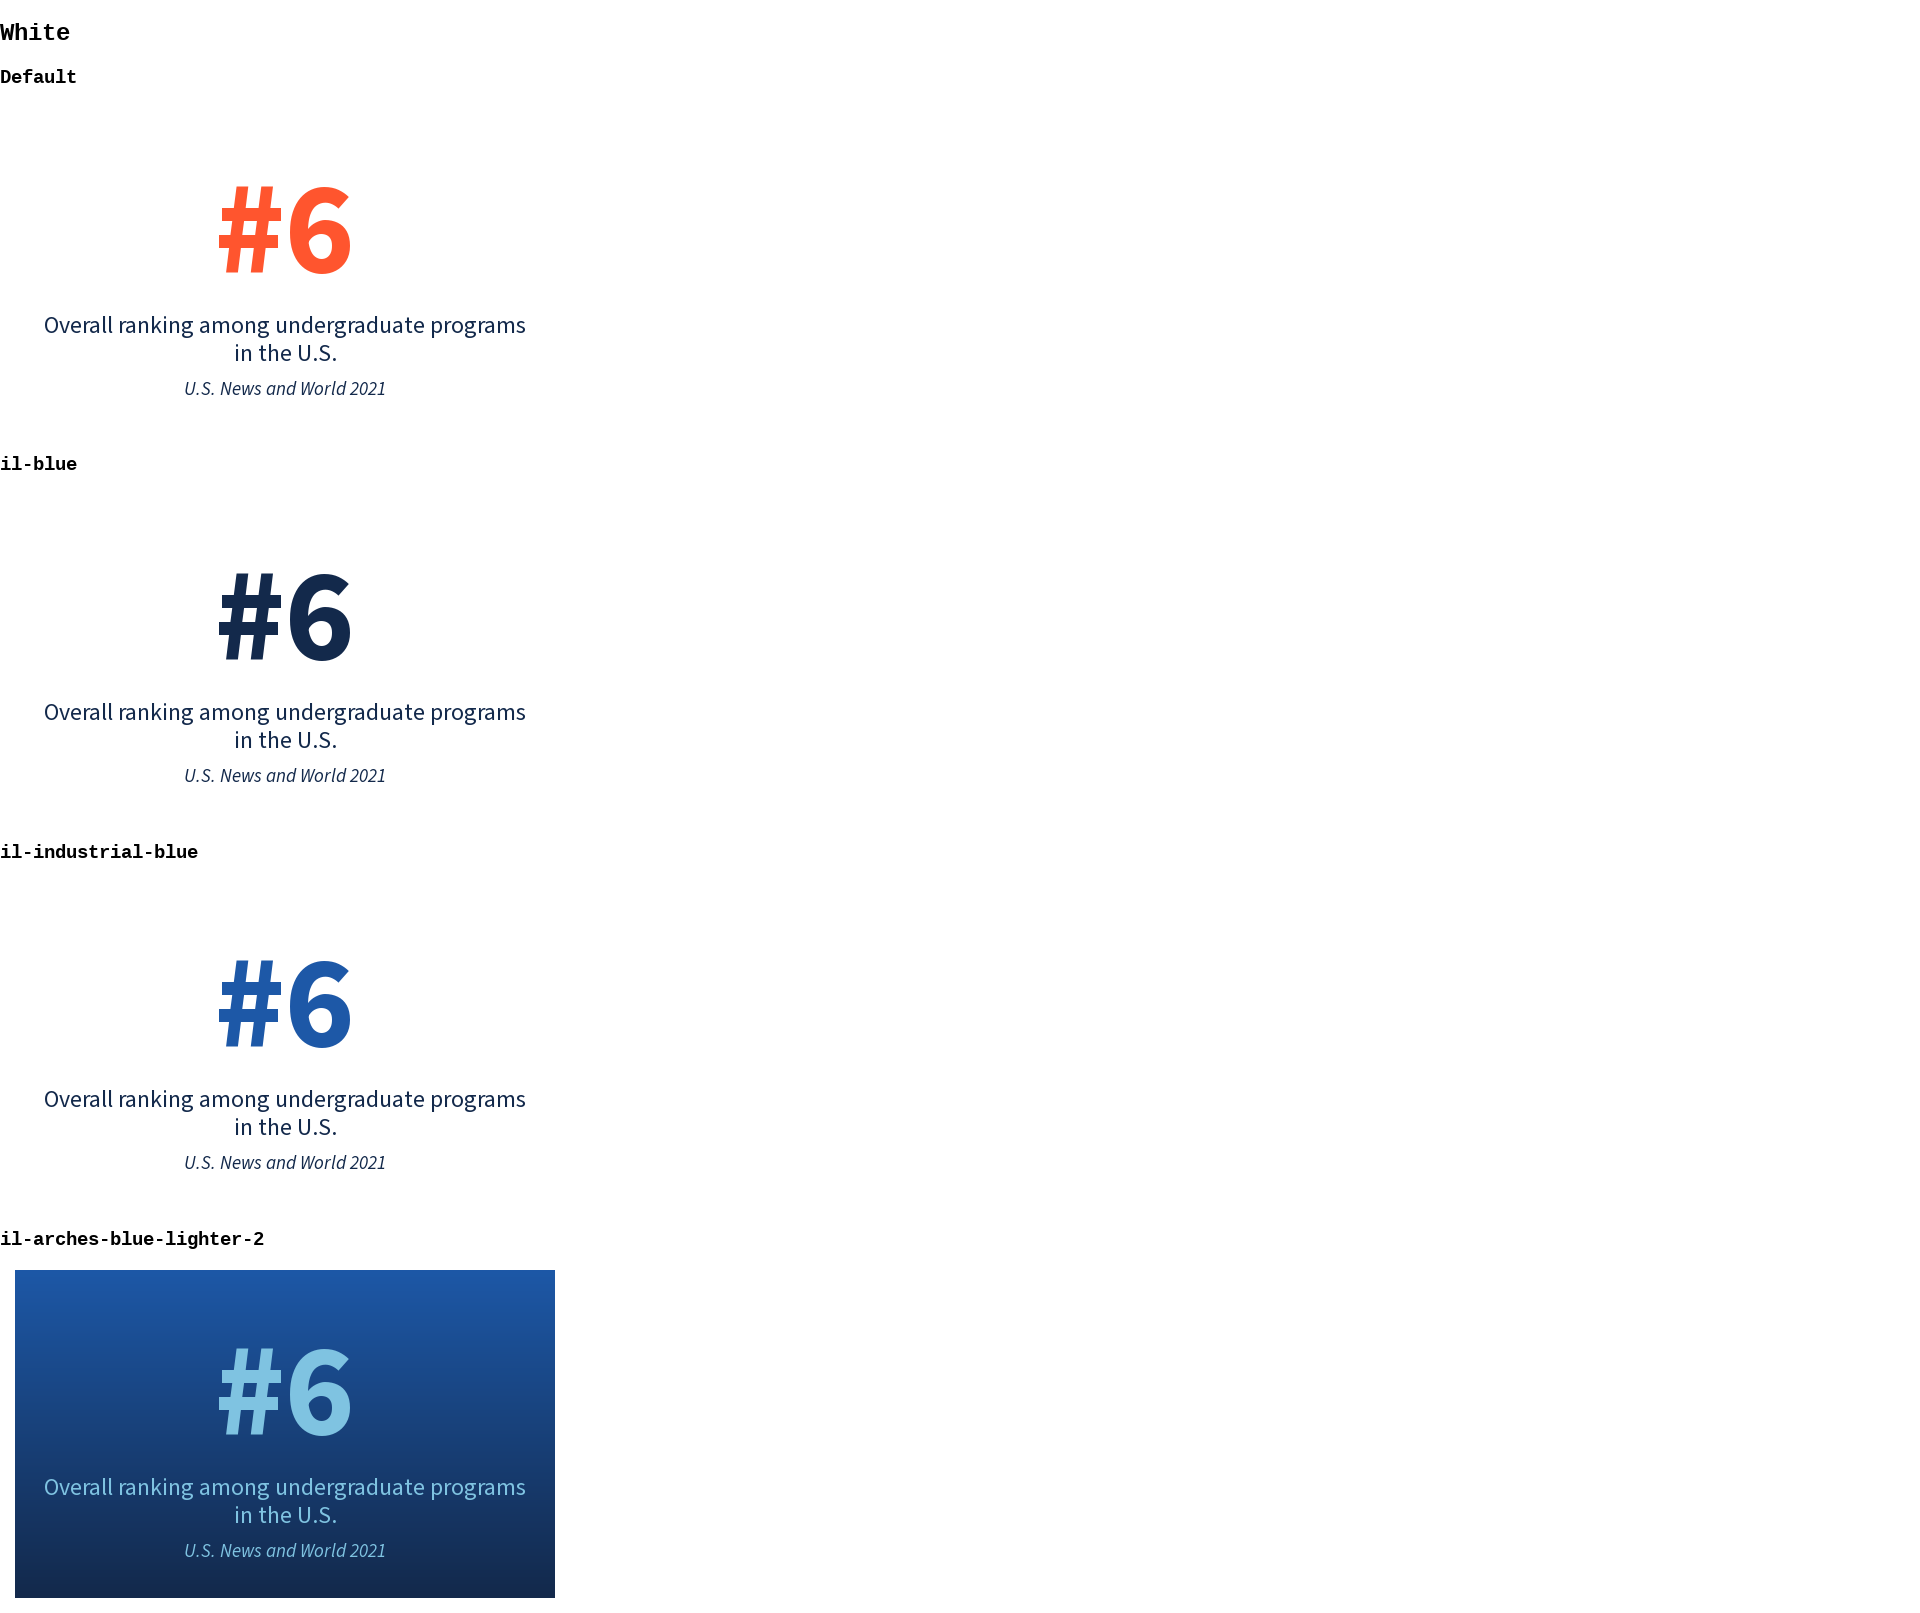 White
Default
#6
Overall ranking among undergraduate programs
in the U.S.
U.S. News and World 2021
il-blue
#6
Overall ranking among undergraduate programs
in the U.S.
U.S. News and World 2021
il-industrial-blue
#6
Overall ranking among undergraduate programs
in the U.S.
U.S. News and World 2021
il-arches-blue-lighter-2
#6
Overall ranking among undergraduate programs
in the U.S.
U.S. News and World 2021